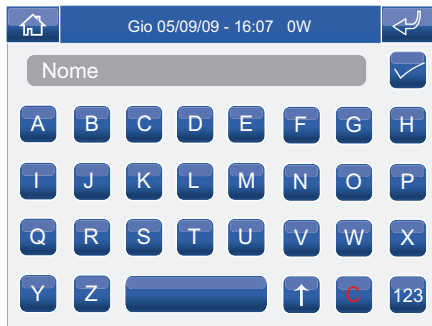 Gio 05/09/09 - 16:07 0W
Nome
A B C D E F G H
I J K L M N O P
Q R S T U V W X
Y Z ↑ C 123